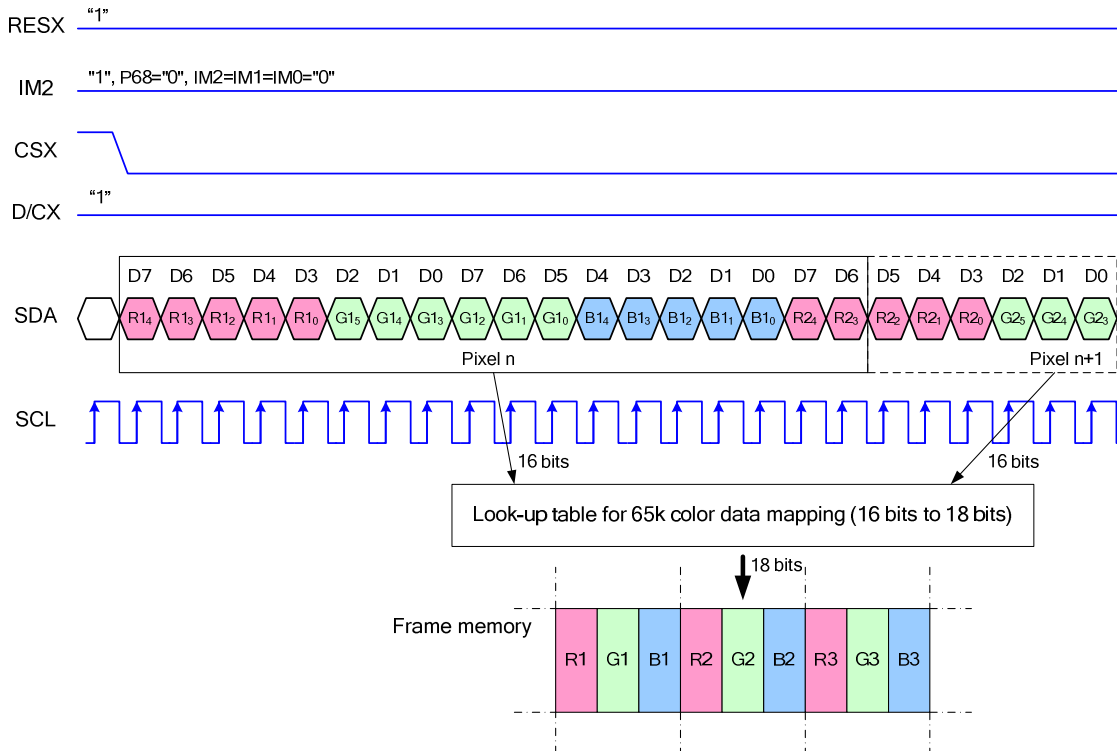 RESX "1"
IM2 "1", P68="0", IM2=IM1=IM0="0"
CSX
D/CX "1"
D7 D6 D5 D4 D3 D2 D1 D0 D7 D6 D5 D4 D3 D2 D1 D0 D7 D6 D5 D4 D3 D2 D1 D0
SDA R14 R13 R12 R11 R10 G15 G14 G13 G12 G11 G10 B14 B13 B12 B11 B10 R24 R23 R22 R21 R20 G25 G24 G23
Pixel n Pixel n+1
SCL
16 bits 16 bits
Look-up table for 65k color data mapping (16 bits to 18 bits)
18 bits
Frame memory
R1 G1 B1 R2 G2 B2 R3 G3 B3